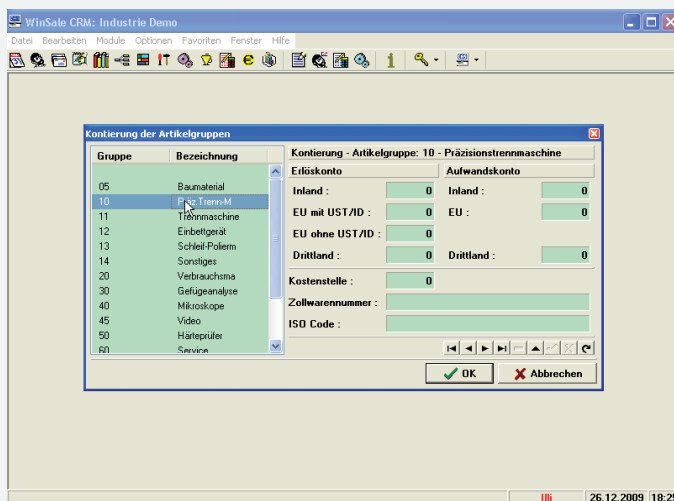 WinSale CRM: Industrie Demo
Datei Bearbeiten Module Optionen Favoriten Fenster Hilfe
Kontierung der Artikelgruppen
Gruppe Bezeichnung
05 Baumaterial
10 Präz.Trenn-M
11 Trennmaschine
12 Einbettgerät
13 Schleif-Polierm
14 Sonstiges
20 Verbrauchsma
30 Gefügeanalyse
40 Mikroskope
45 Video
50 Härteprüfer
60 Service
Kontierung - Artikelgruppe: 10 - Präzisionstrennmaschine
Erlöskonto Aufwandskonto
Inland : 0 Inland : 0
EU mit UST/ID : 0 EU : 0
EU ohne UST/ID : 0
Drittland : 0 Drittland : 0
Kostenstelle : 0
Zollwarennummer :
ISO Code :
OK Abbrechen
26.12.2009 18:25